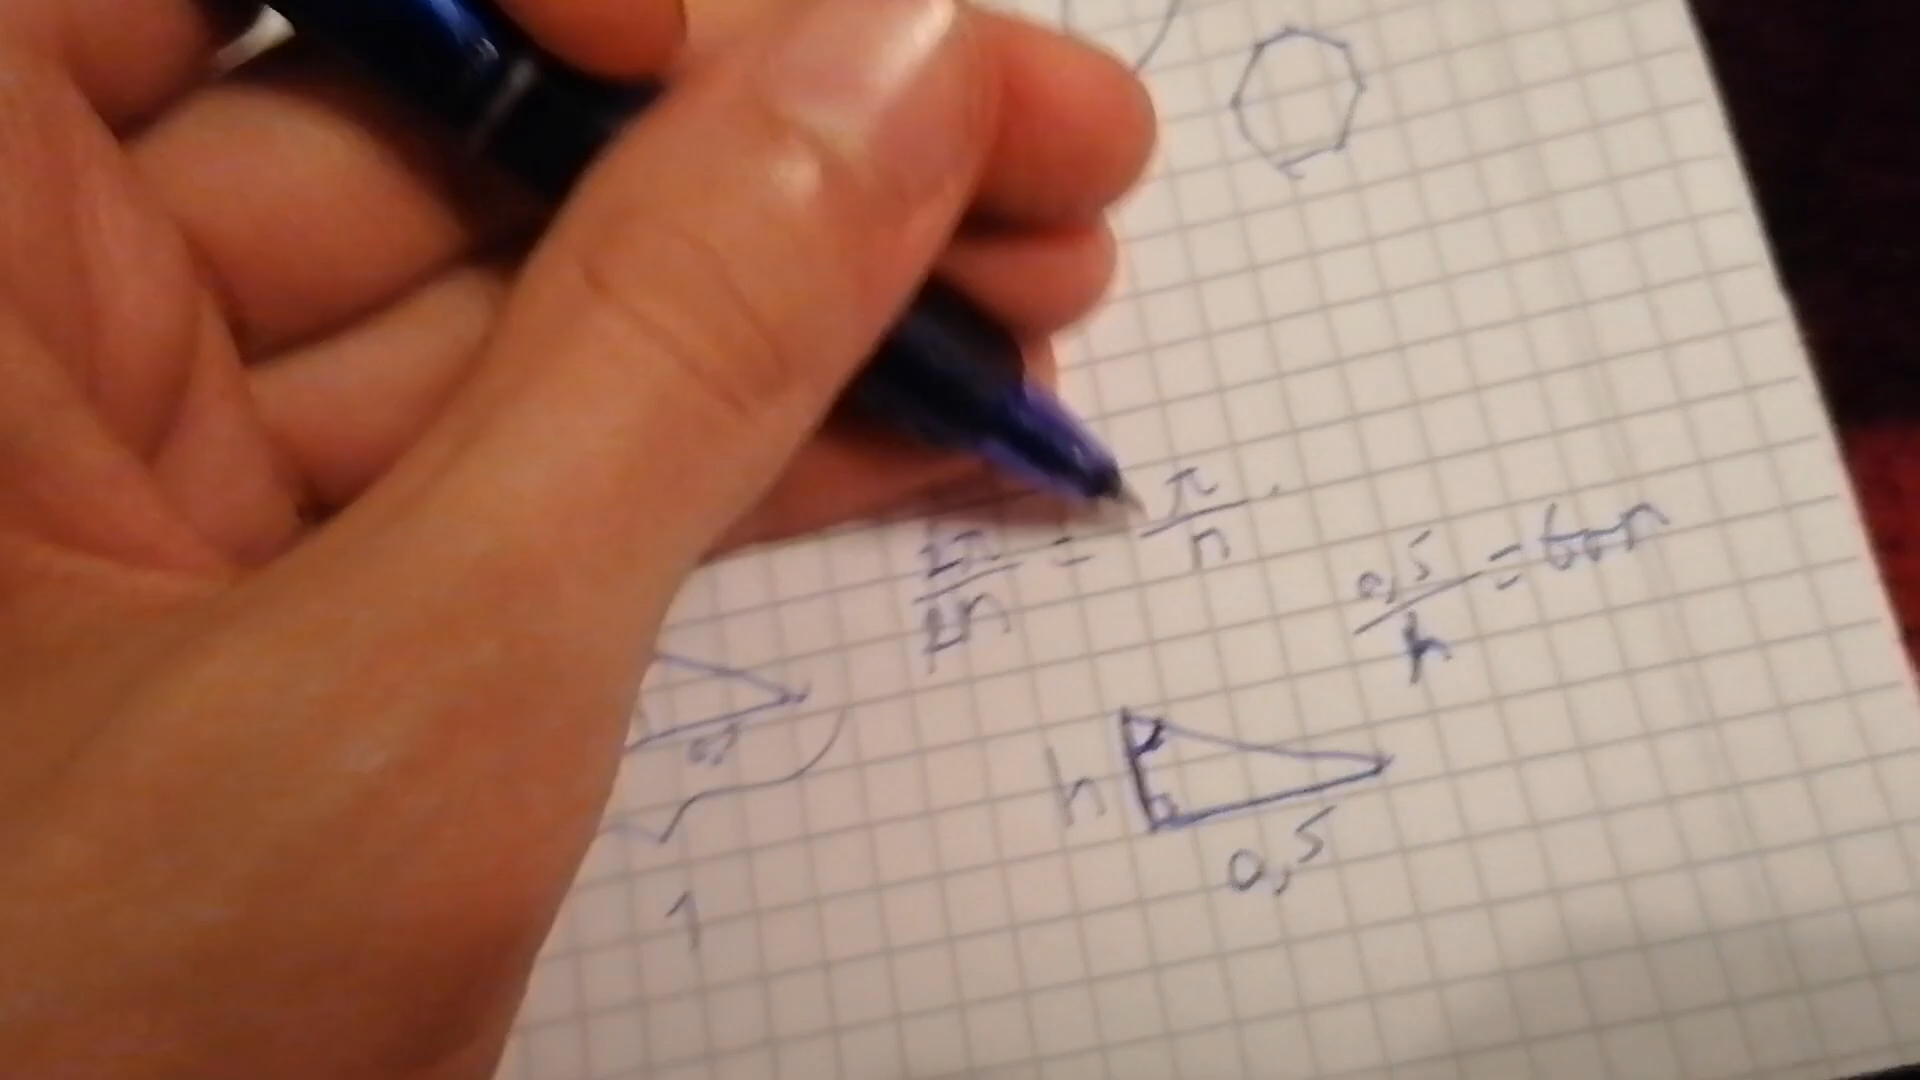 2π/2n = π/n
0,5/h = tan
h
0,5
1